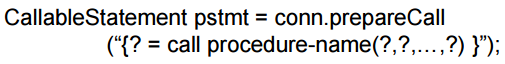 CallableStatement pstmt = conn.prepareCall
(“{? = call procedure-name(?,?,…,?) }”);